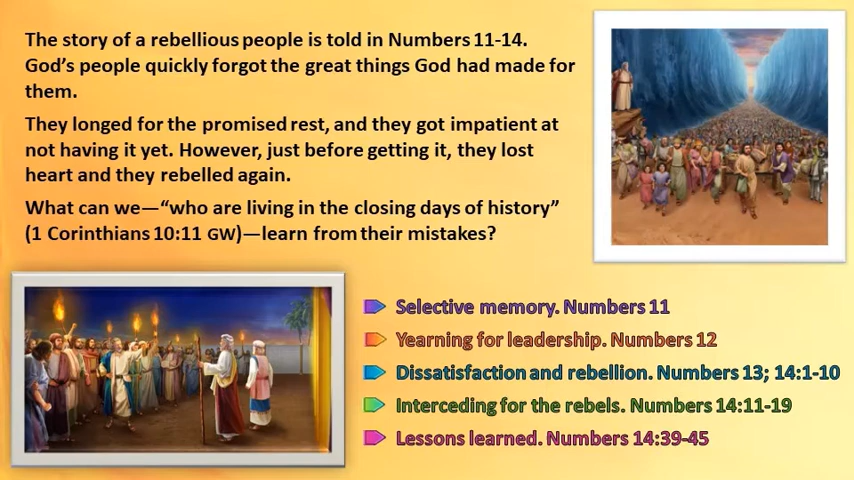 The story of a rebellious people is told in Numbers 11-14.
God's people quickly forgot the great things God had made for
them.
They longed for the promised rest, and they got impatient at
not having it yet. However, just before getting it, they lost
heart and they rebelled again.
What can we—“who are living in the closing days of history”
(1 Corinthians 10:11 GW)—learn from their mistakes?
Selective memory. Numbers 11
Yearning for leadership. Numbers 12
Dissatisfaction and rebellion. Numbers 13; 14:1-10
Interceding for the rebels. Numbers 14:11-19
Lessons learned. Numbers 14:39-45